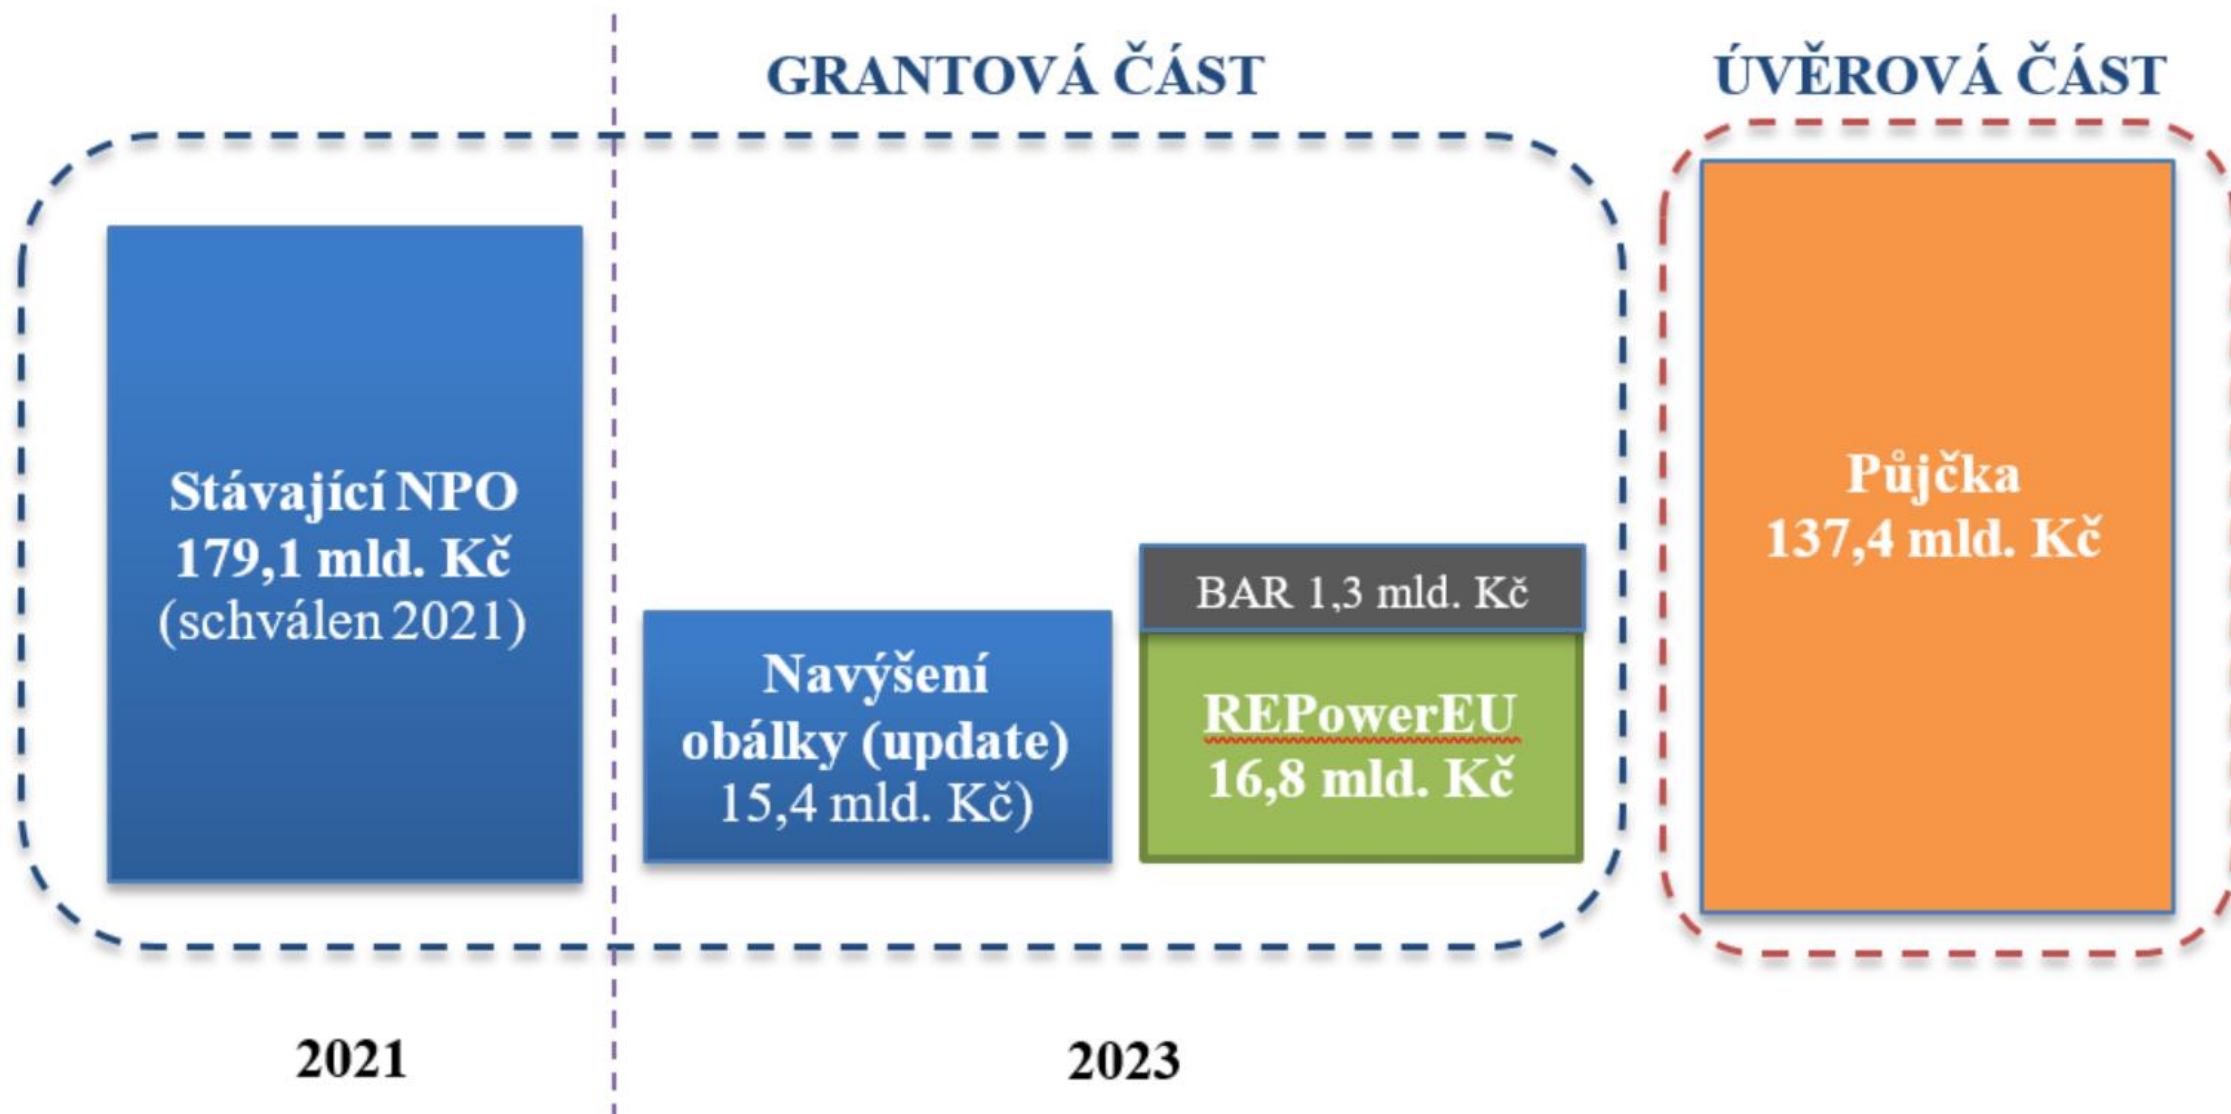 GRANTOVÁ ČÁST
ÚVĚROVÁ ČÁST
Stávající NPO
179,1 mld. Kč
(schválen 2021)
Navýšení
obálky (update)
15,4 mld. Kč)
BAR 1,3 mld. Kč
REPowerEU
16,8 mld. Kč
Půjčka
137,4 mld. Kč
2021
2023